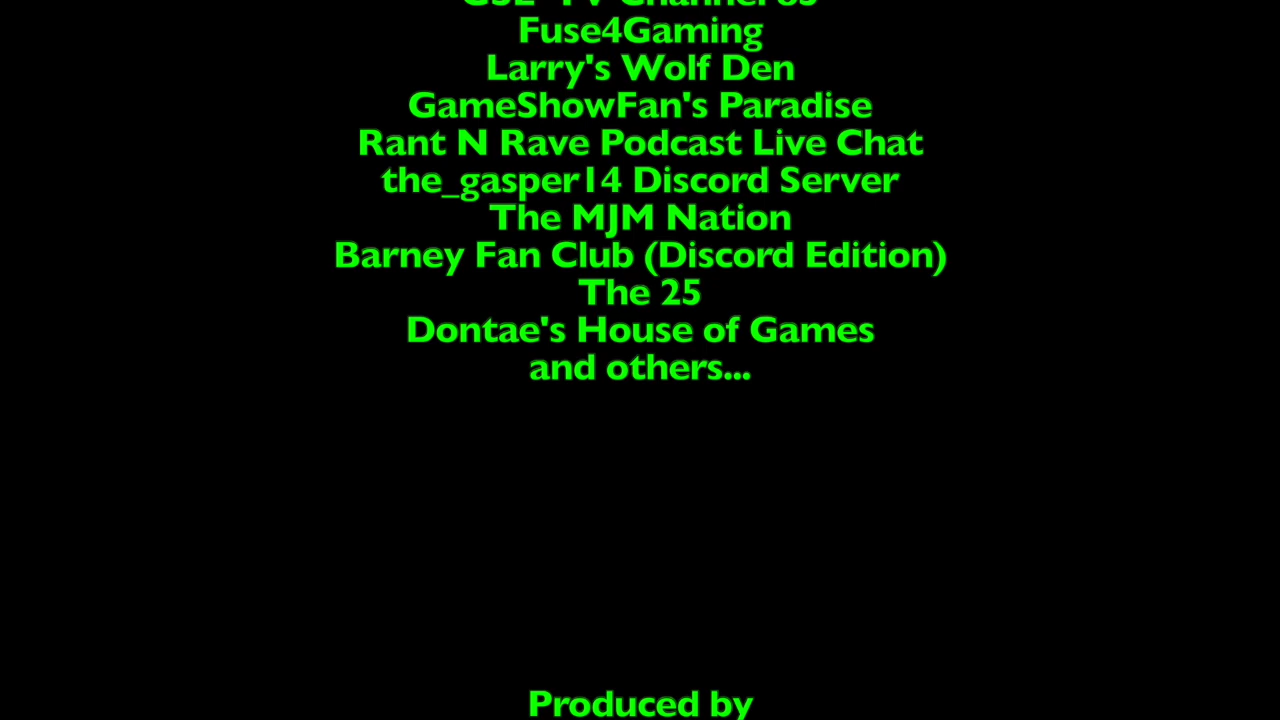 Fuse4Gaming
Larry's Wolf Den
GameShowFan's Paradise
Rant N Rave Podcast Live Chat
the_gasper14 Discord Server
The MJM Nation
Barney Fan Club (Discord Edition)
The 25
Dontae's House of Games
and others...
Produced by